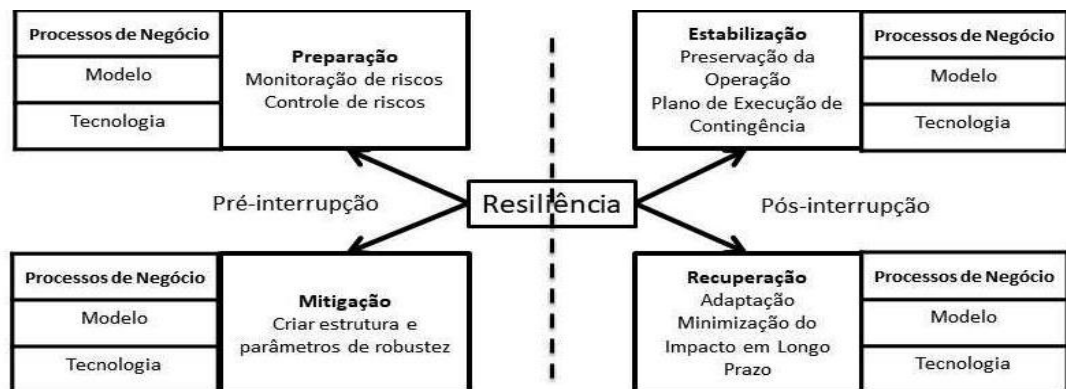 Processos de Negócio
Modelo
Tecnologia
Preparação
Monitoração de riscos
Controle de riscos
Estabilização
Preservação da
Operação
Plano de Execução de
Contingência
Processos de Negócio
Modelo
Tecnologia
Pré-interrupção
Resiliência
Pós-interrupção
Processos de Negócio
Modelo
Tecnologia
Mitigação
Criar estrutura e
parâmetros de robustez
Recuperação
Adaptação
Minimização do
Impacto em Longo
Prazo
Processos de Negócio
Modelo
Tecnologia